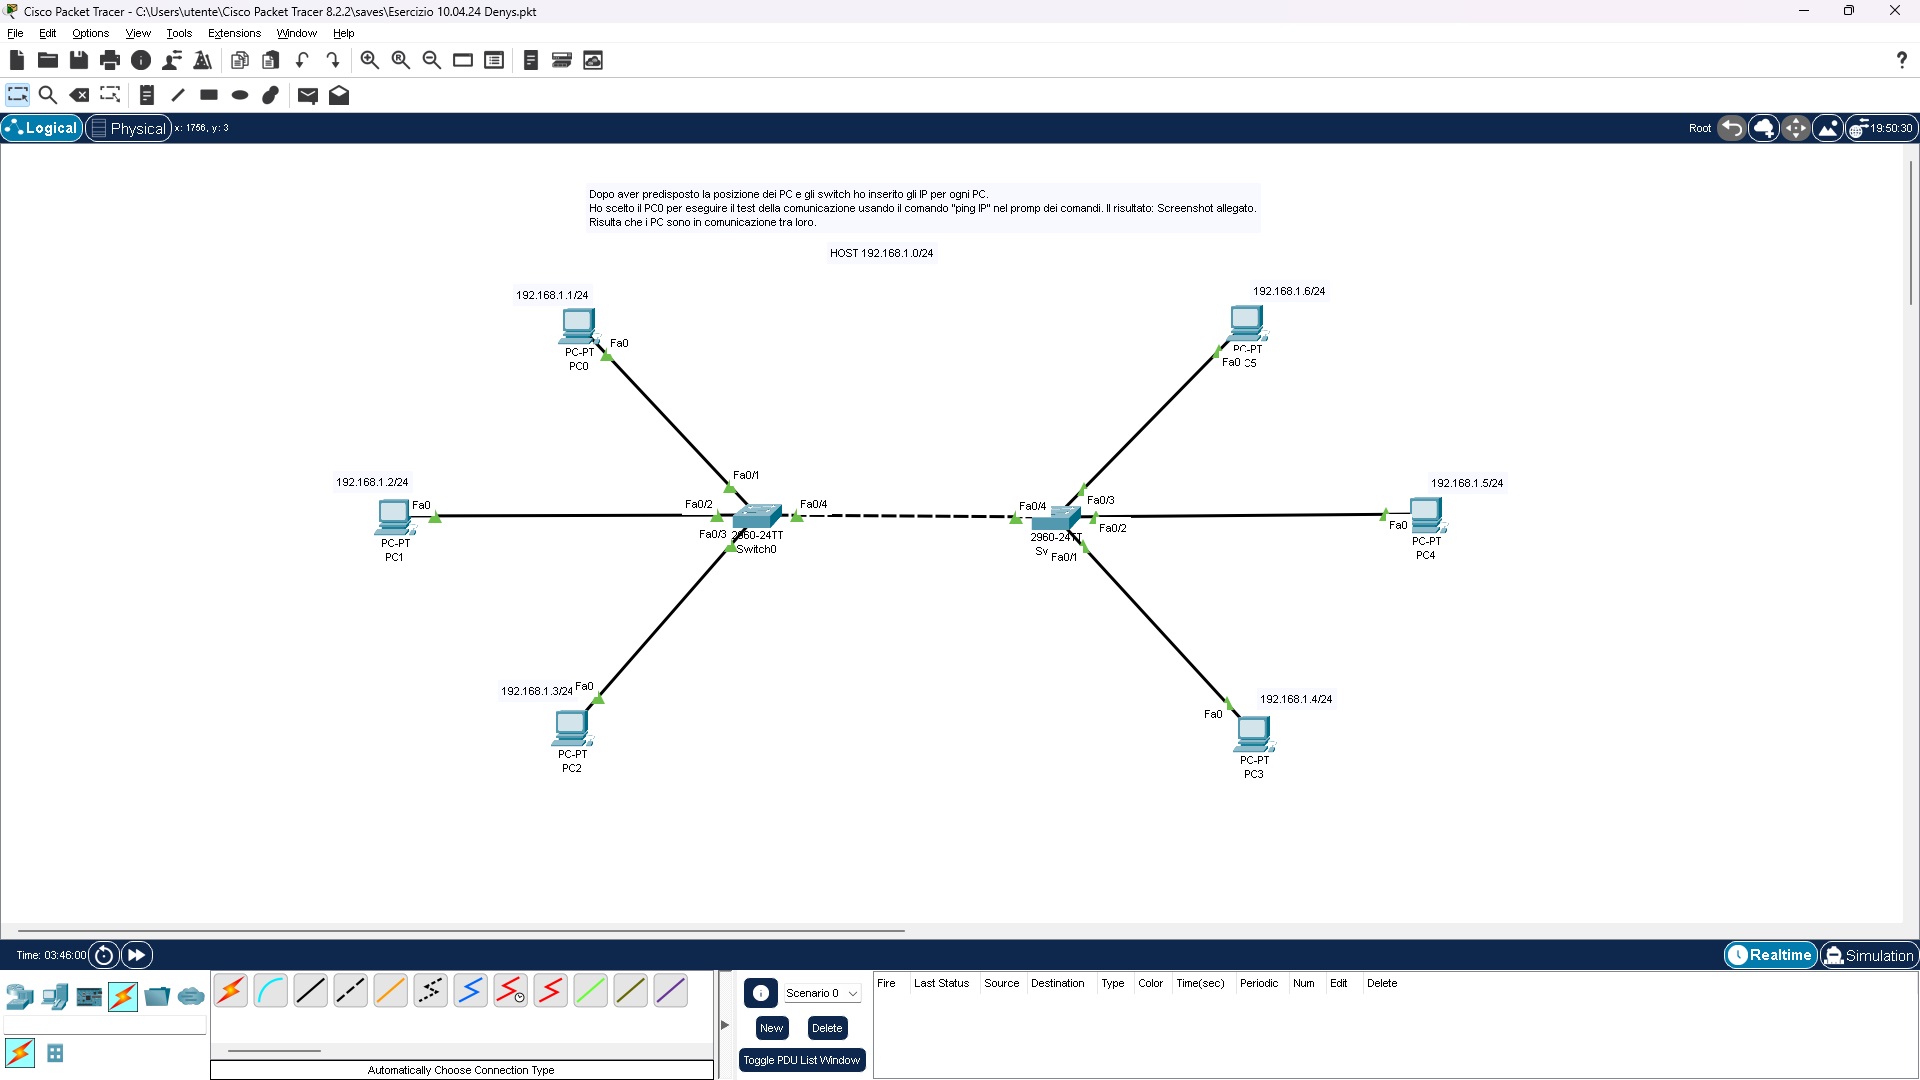 Cisco Packet Tracer - C:\Users\utente\Cisco Packet Tracer 8.2.2\saves\Esercizio 10.04.24 Denys.pkt
File Edit Options View Tools Extensions Window Help
Logical Physical x: 1756, y: 3 Root 19:50:30
Dopo aver predisposto la posizione dei PC e gli switch ho inserito gli IP per ogni PC.
Ho scelto il PC0 per eseguire il test della comunicazione usando il comando "ping IP" nel promp dei comandi. Il risultato: Screenshot allegato.
Risulta che i PC sono in comunicazione tra loro.
HOST 192.168.1.0/24
192.168.1.1/24
Fa0
PC-PT
PC0
192.168.1.6/24
PC-PT
Fa0 C5
192.168.1.2/24
Fa0
PC-PT
PC1
Fa0/1
Fa0/2
Fa0/4
Fa0/3
2960-24TT
Switch0
Fa0/4
Fa0/3
Fa0/2
2960-24TT
Sv Fa0/1
192.168.1.5/24
Fa0
PC-PT
PC4
192.168.1.3/24
Fa0
PC-PT
PC2
192.168.1.4/24
Fa0
PC-PT
PC3
Time: 03:46:00 Realtime Simulation
Automatically Choose Connection Type
Scenario 0
New Delete
Toggle PDU List Window
Fire Last Status Source Destination Type Color Time(sec) Periodic Num Edit Delete